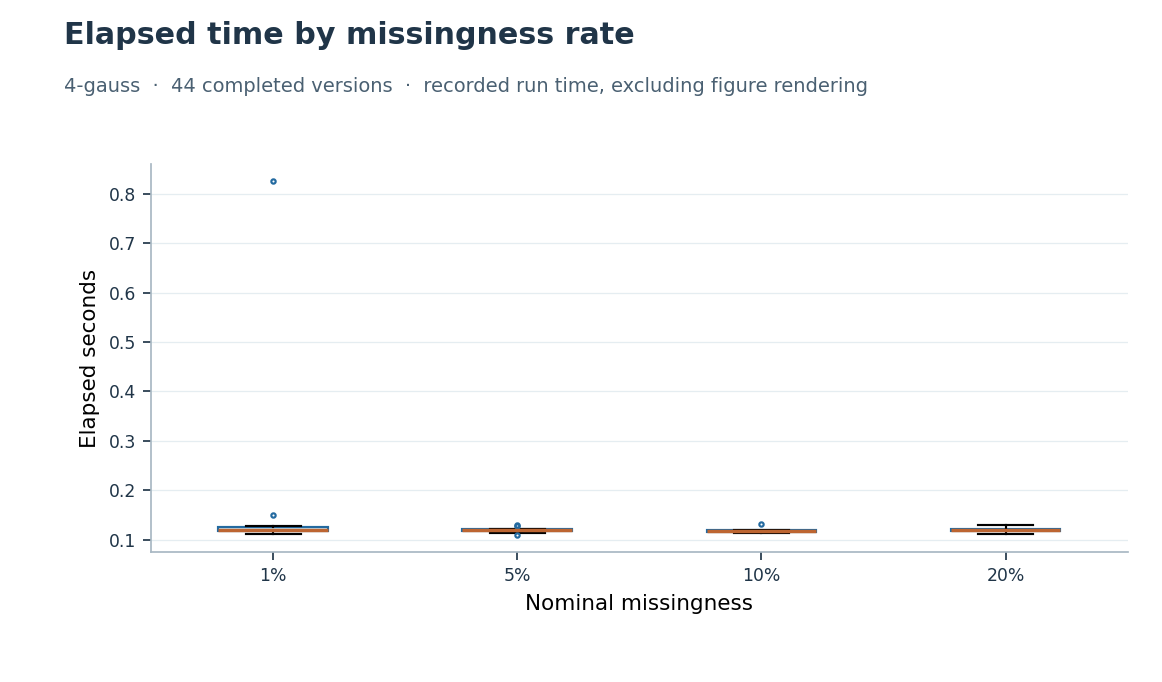 Elapsed time by missingness rate
4-gauss · 44 completed versions · recorded run time, excluding figure rendering
0.8
0.7
0.6
0.5
0.4
0.3
0.2
0.1
Elapsed seconds
1% 5% 10% 20%
Nominal missingness